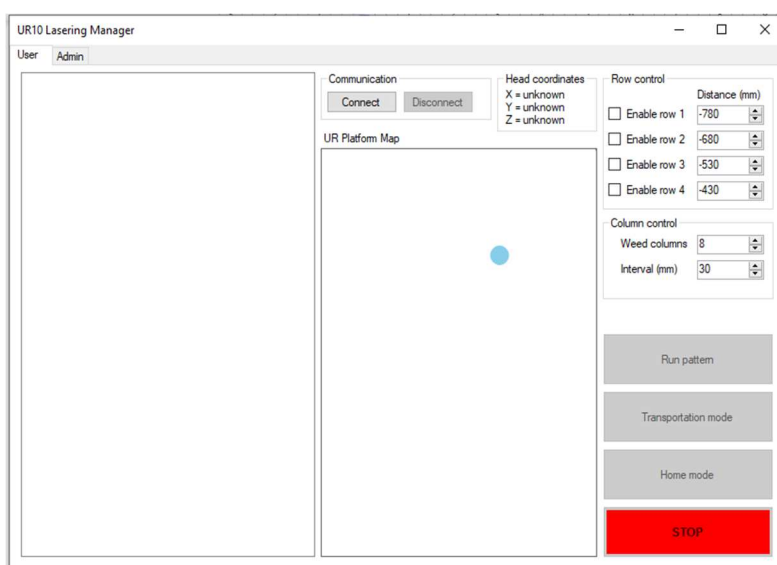 UR10 Lasering Manager
User Admin
Communication
Connect Disconnect
Head coordinates
X = unknown
Y = unknown
Z = unknown
UR Platform Map
Row control
Distance (mm)
Enable row 1 -780
Enable row 2 -680
Enable row 3 -530
Enable row 4 -430
Column control
Weed columns 8
Interval (mm) 30
Run pattern
Transportation mode
Home mode
STOP